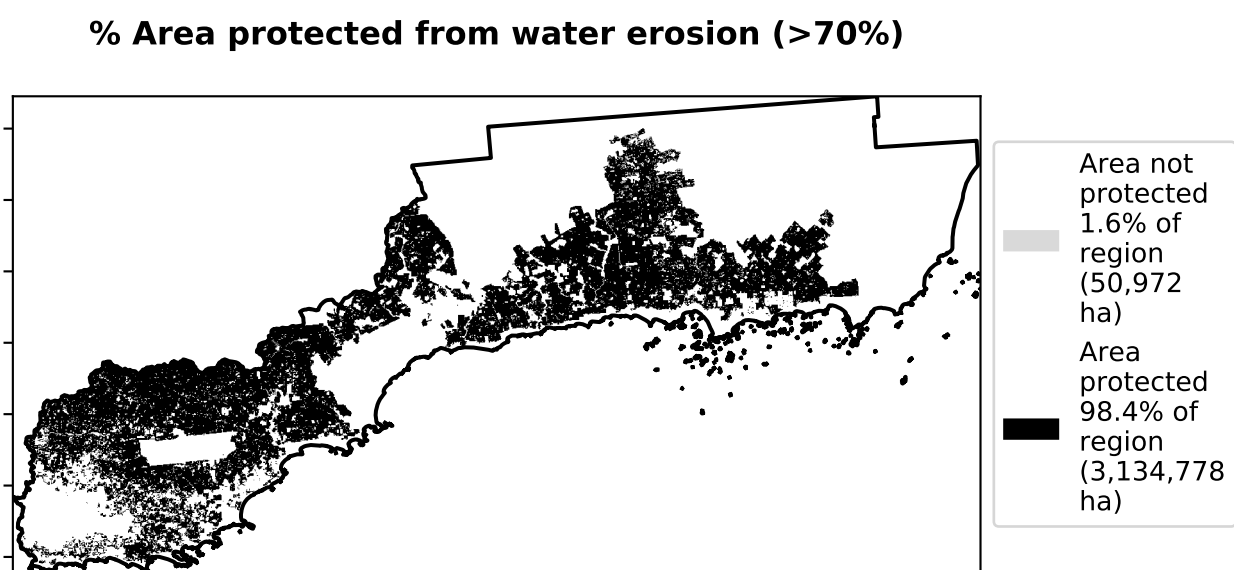 % Area protected from water erosion (>70%)
Area not
protected
1.6% of
region
(50,972
ha)
Area
protected
98.4% of
region
(3,134,778
ha)